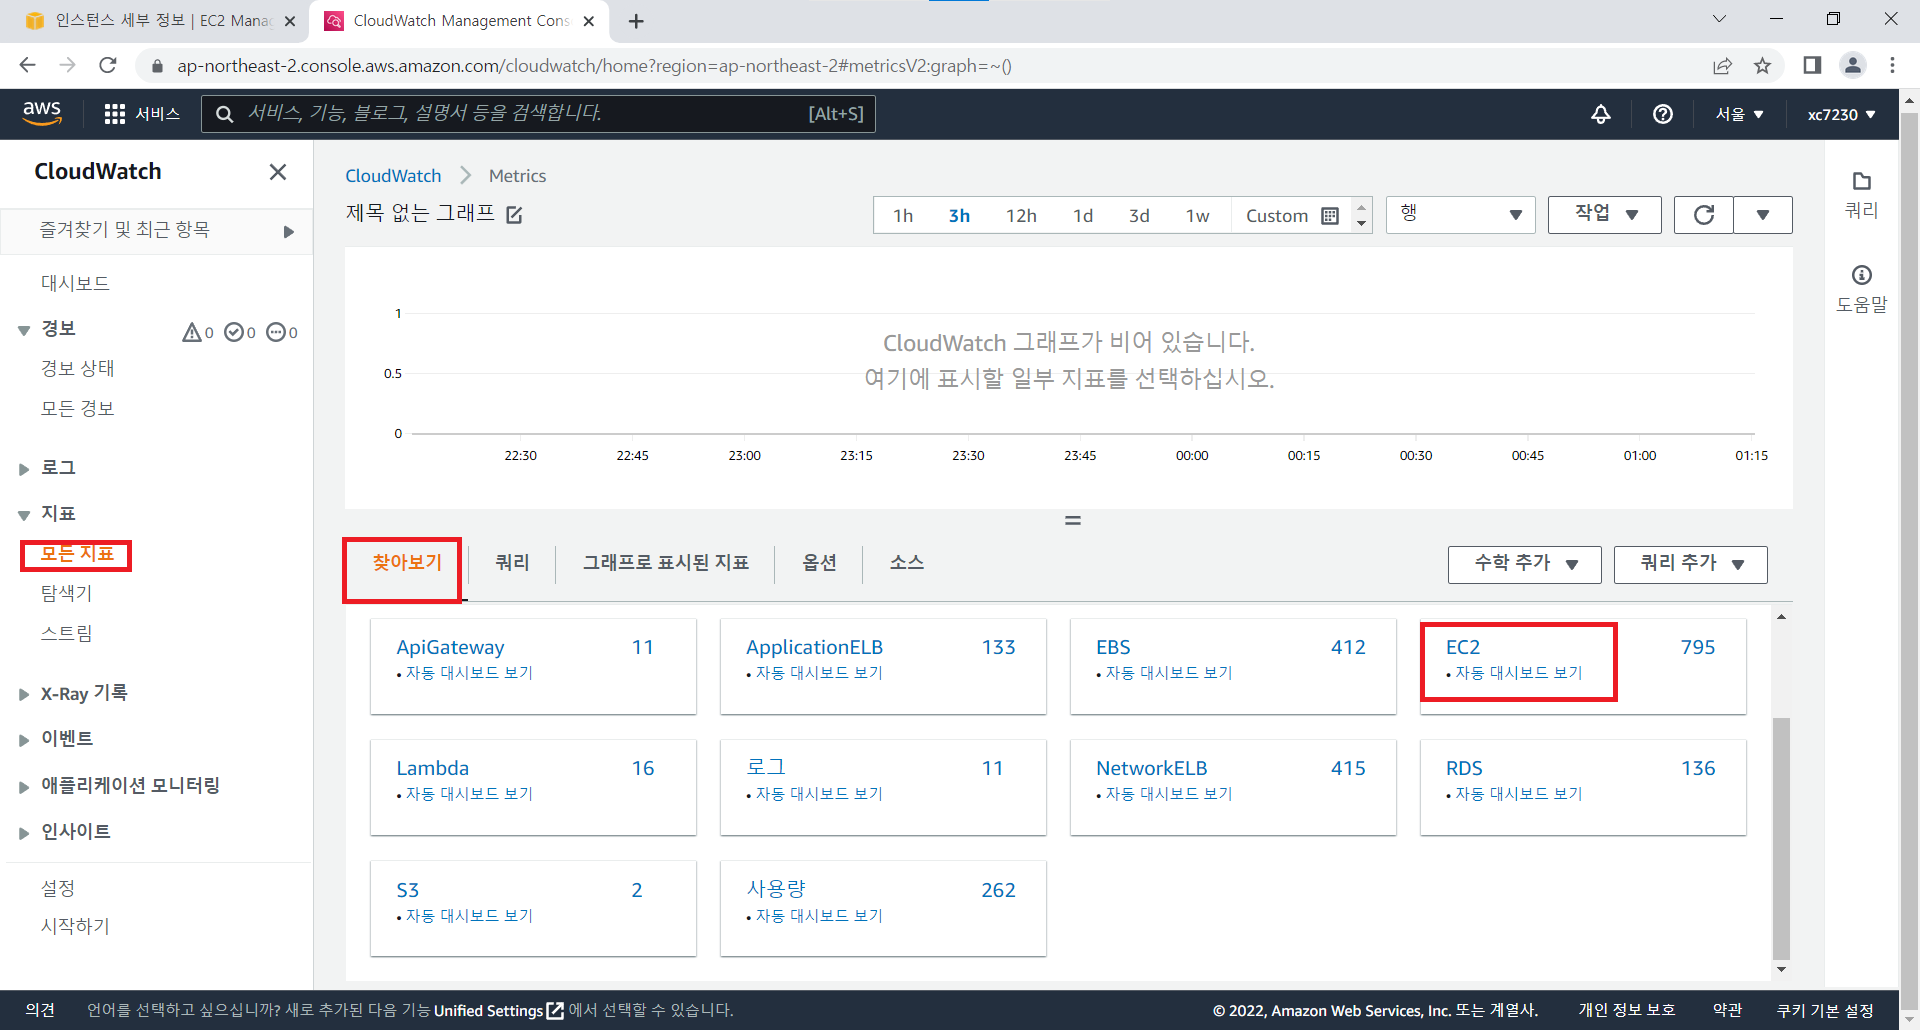 인스턴스 세부 정보 | EC2 Manag
CloudWatch Management Cons
ap-northeast-2.console.aws.amazon.com/cloudwatch/home?region=ap-northeast-2#metricsV2:graph=~()
aws
서비스
서비스, 기능, 블로그, 설명서 등을 검색합니다.
[Alt+S]
서울
xc7230
CloudWatch
즐겨찾기 및 최근 항목
대시보드
경보
0
0
0
경보 상태
모든 경보
로그
지표
모든 지표
탐색기
스트림
X-Ray 기록
이벤트
애플리케이션 모니터링
인사이트
설정
시작하기
CloudWatch
Metrics
제목 없는 그래프
1h
3h
12h
1d
3d
1w
Custom
행
작업
쿼리
도움말
1
0.5
0
CloudWatch 그래프가 비어 있습니다.
여기에 표시할 일부 지표를 선택하십시오.
22:30
22:45
23:00
23:15
23:30
23:45
00:00
00:15
00:30
00:45
01:00
01:15
찾아보기
쿼리
그래프로 표시된 지표
옵션
소스
수학 추가
쿼리 추가
ApiGateway
11
• 자동 대시보드 보기
ApplicationELB
133
• 자동 대시보드 보기
EBS
412
• 자동 대시보드 보기
EC2
795
• 자동 대시보드 보기
Lambda
16
• 자동 대시보드 보기
로그
11
• 자동 대시보드 보기
NetworkELB
415
• 자동 대시보드 보기
RDS
136
• 자동 대시보드 보기
S3
2
• 자동 대시보드 보기
사용량
262
• 자동 대시보드 보기
의견
언어를 선택하고 싶으십니까? 새로 추가된 다음 기능 Unified Settings 에서 선택할 수 있습니다.
© 2022, Amazon Web Services, Inc. 또는 계열사.
개인 정보 보호
약관
쿠키 기본 설정